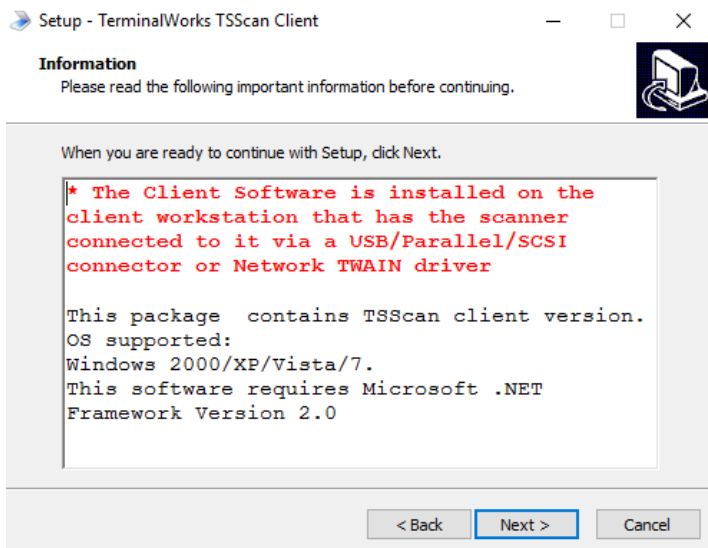 Setup - TerminalWorks TSScan Client
Information
Please read the following important information before continuing.
When you are ready to continue with Setup, click Next.
* The Client Software is installed on the
client workstation that has the scanner
connected to it via a USB/Parallel/SCSI
connector or Network TWAIN driver
This package  contains TSScan client version.
OS supported:
Windows 2000/XP/Vista/7.
This software requires Microsoft .NET
Framework Version 2.0
< Back Next > Cancel